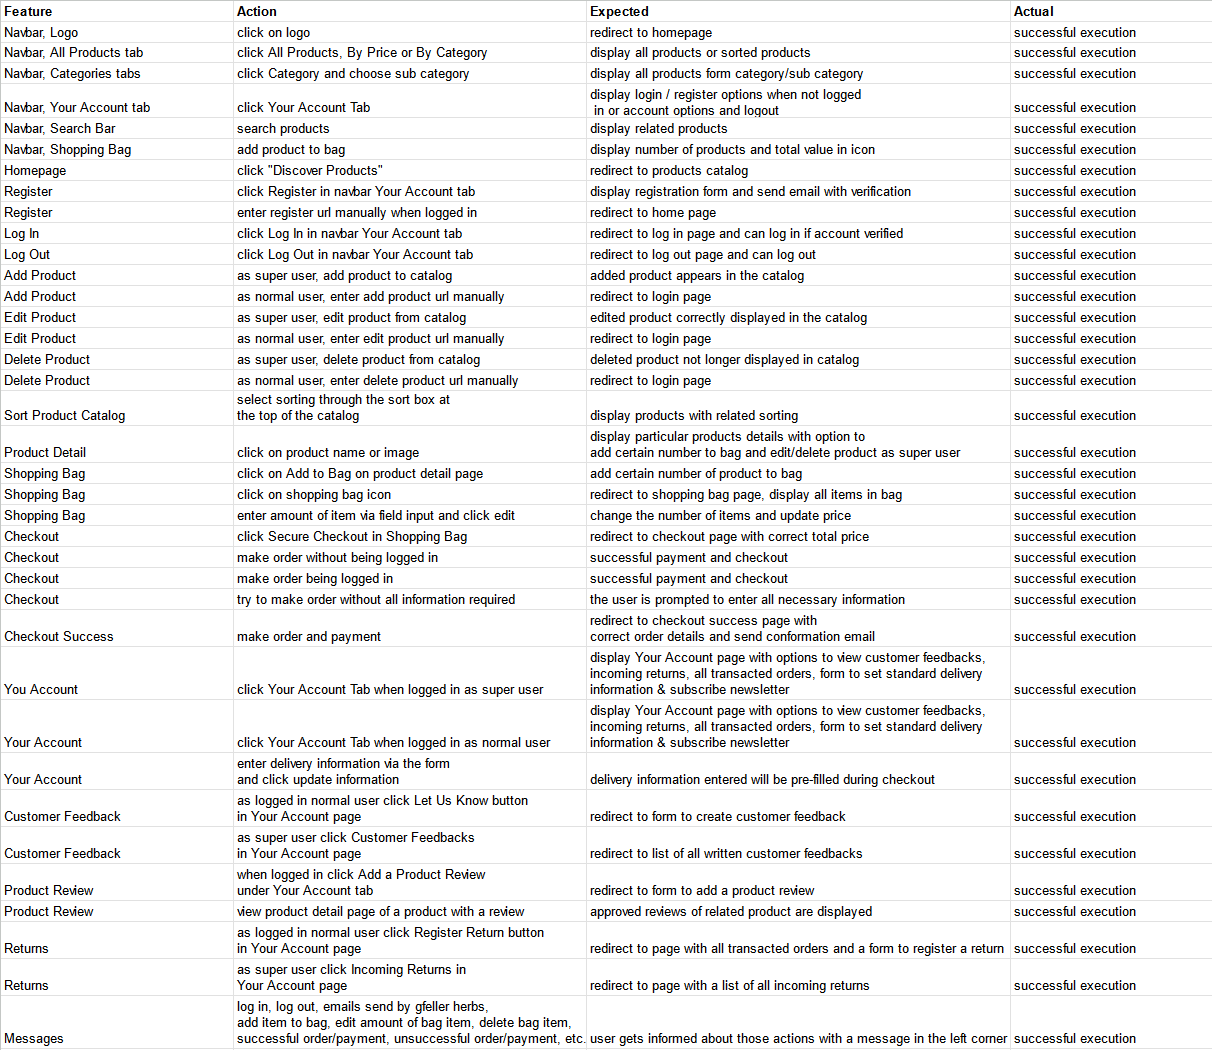 Feature Action Expected Actual
Navbar, Logo click on logo redirect to homepage successful execution
Navbar, All Products tab click All Products, By Price or By Category display all products or sorted products successful execution
Navbar, Categories tabs click Category and choose sub category display all products form category/sub category successful execution
display login / register options when not logged
Navbar, Your Account tab click Your Account Tab in or account options and logout successful execution
Navbar, Search Bar search products display related products successful execution
Navbar, Shopping Bag add product to bag display number of products and total value in icon successful execution
Homepage click "Discover Products" redirect to products catalog successful execution
Register click Register in navbar Your Account tab display registration form and send email with verification successful execution
Register enter register url manually when logged in redirect to home page successful execution
Log In click Log In in navbar Your Account tab redirect to log in page and can log in if account verified successful execution
Log Out click Log Out in navbar Your Account tab redirect to log out page and can log out successful execution
Add Product as super user, add product to catalog added product appears in the catalog successful execution
Add Product as normal user, enter add product url manually redirect to login page successful execution
Edit Product as super user, edit product from catalog edited product correctly displayed in the catalog successful execution
Edit Product as normal user, enter edit product url manually redirect to login page successful execution
Delete Product as super user, delete product from catalog deleted product not longer displayed in catalog successful execution
Delete Product as normal user, enter delete product url manually redirect to login page successful execution
select sorting through the sort box at
Sort Product Catalog the top of the catalog display products with related sorting successful execution
display particular products details with option to
Product Detail click on product name or image add certain number to bag and edit/delete product as super user successful execution
Shopping Bag click on Add to Bag on product detail page add certain number of product to bag successful execution
Shopping Bag click on shopping bag icon redirect to shopping bag page, display all items in bag successful execution
Shopping Bag enter amount of item via field input and click edit change the number of items and update price successful execution
Checkout click Secure Checkout in Shopping Bag redirect to checkout page with correct total price successful execution
Checkout make order without being logged in successful payment and checkout successful execution
Checkout make order being logged in successful payment and checkout successful execution
Checkout try to make order without all information required the user is prompted to enter all necessary information successful execution
redirect to checkout success page with
Checkout Success make order and payment correct order details and send conformation email successful execution
display Your Account page with options to view customer feedbacks,
incoming returns, all transacted orders, form to set standard delivery
You Account click Your Account Tab when logged in as super user information & subscribe newsletter successful execution
display Your Account page with options to view customer feedbacks,
incoming returns, all transacted orders, form to set standard delivery
Your Account click Your Account Tab when logged in as normal user information & subscribe newsletter successful execution
enter delivery information via the form
Your Account and click update information delivery information entered will be pre-filled during checkout successful execution
as logged in normal user click Let Us Know button
Customer Feedback in Your Account page redirect to form to create customer feedback successful execution
as super user click Customer Feedbacks
Customer Feedback in Your Account page redirect to list of all written customer feedbacks successful execution
when logged in click Add a Product Review
Product Review under Your Account tab redirect to form to add a product review successful execution
Product Review view product detail page of a product with a review approved reviews of related product are displayed successful execution
as logged in normal user click Register Return button
Returns in Your Account page redirect to page with all transacted orders and a form to register a return successful execution
as super user click Incoming Returns in
Returns Your Account page redirect to page with a list of all incoming returns successful execution
log in, log out, emails send by gfeller herbs,
add item to bag, edit amount of bag item, delete bag item,
Messages successful order/payment, unsuccessful order/payment, etc. user gets informed about those actions with a message in the left corner successful execution